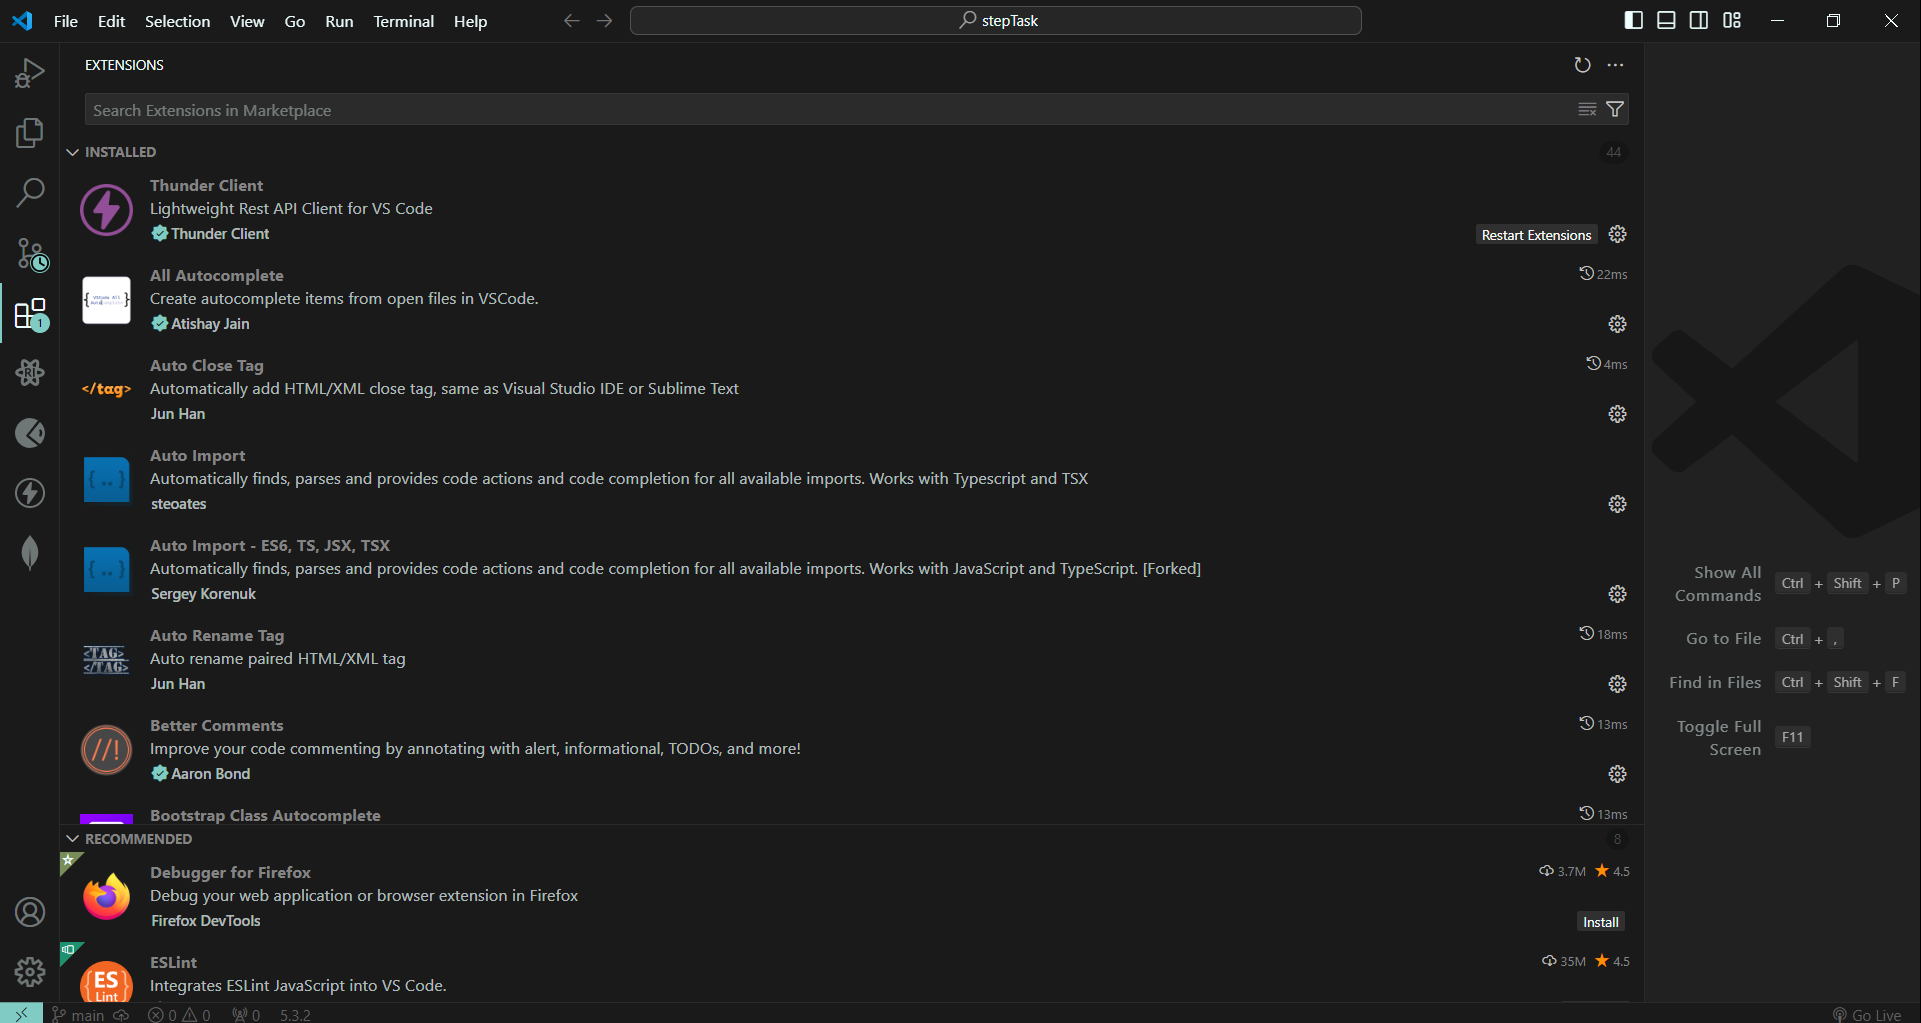 File Edit Selection View Go Run Terminal Help
stepTask
EXTENSIONS
Search Extensions in Marketplace
INSTALLED
44
Thunder Client
Lightweight Rest API Client for VS Code
Thunder Client
Restart Extensions
All Autocomplete
22ms
Create autocomplete items from open files in VSCode.
Atishay Jain
Auto Close Tag
4ms
</tag>
Automatically add HTML/XML close tag, same as Visual Studio IDE or Sublime Text
Jun Han
Auto Import
{ .. }
Automatically finds, parses and provides code actions and code completion for all available imports. Works with Typescript and TSX
steoates
Auto Import - ES6, TS, JSX, TSX
{ .. }
Automatically finds, parses and provides code actions and code completion for all available imports. Works with JavaScript and TypeScript. [Forked]
Sergey Korenuk
Auto Rename Tag
18ms
<TAG>
</TAG>
Auto rename paired HTML/XML tag
Jun Han
Better Comments
13ms
//!
Improve your code commenting by annotating with alert, informational, TODOs, and more!
Aaron Bond
Bootstrap Class Autocomplete
13ms
RECOMMENDED
8
Debugger for Firefox
3.7M 4.5
Debug your web application or browser extension in Firefox
Firefox DevTools
Install
ESLint
35M 4.5
{ES
Lint}
Integrates ESLint JavaScript into VS Code.
1
Show All Commands Ctrl + Shift + P
Go to File Ctrl + ,
Find in Files Ctrl + Shift + F
Toggle Full Screen F11
main 0 0 0 5.3.2
Go Live